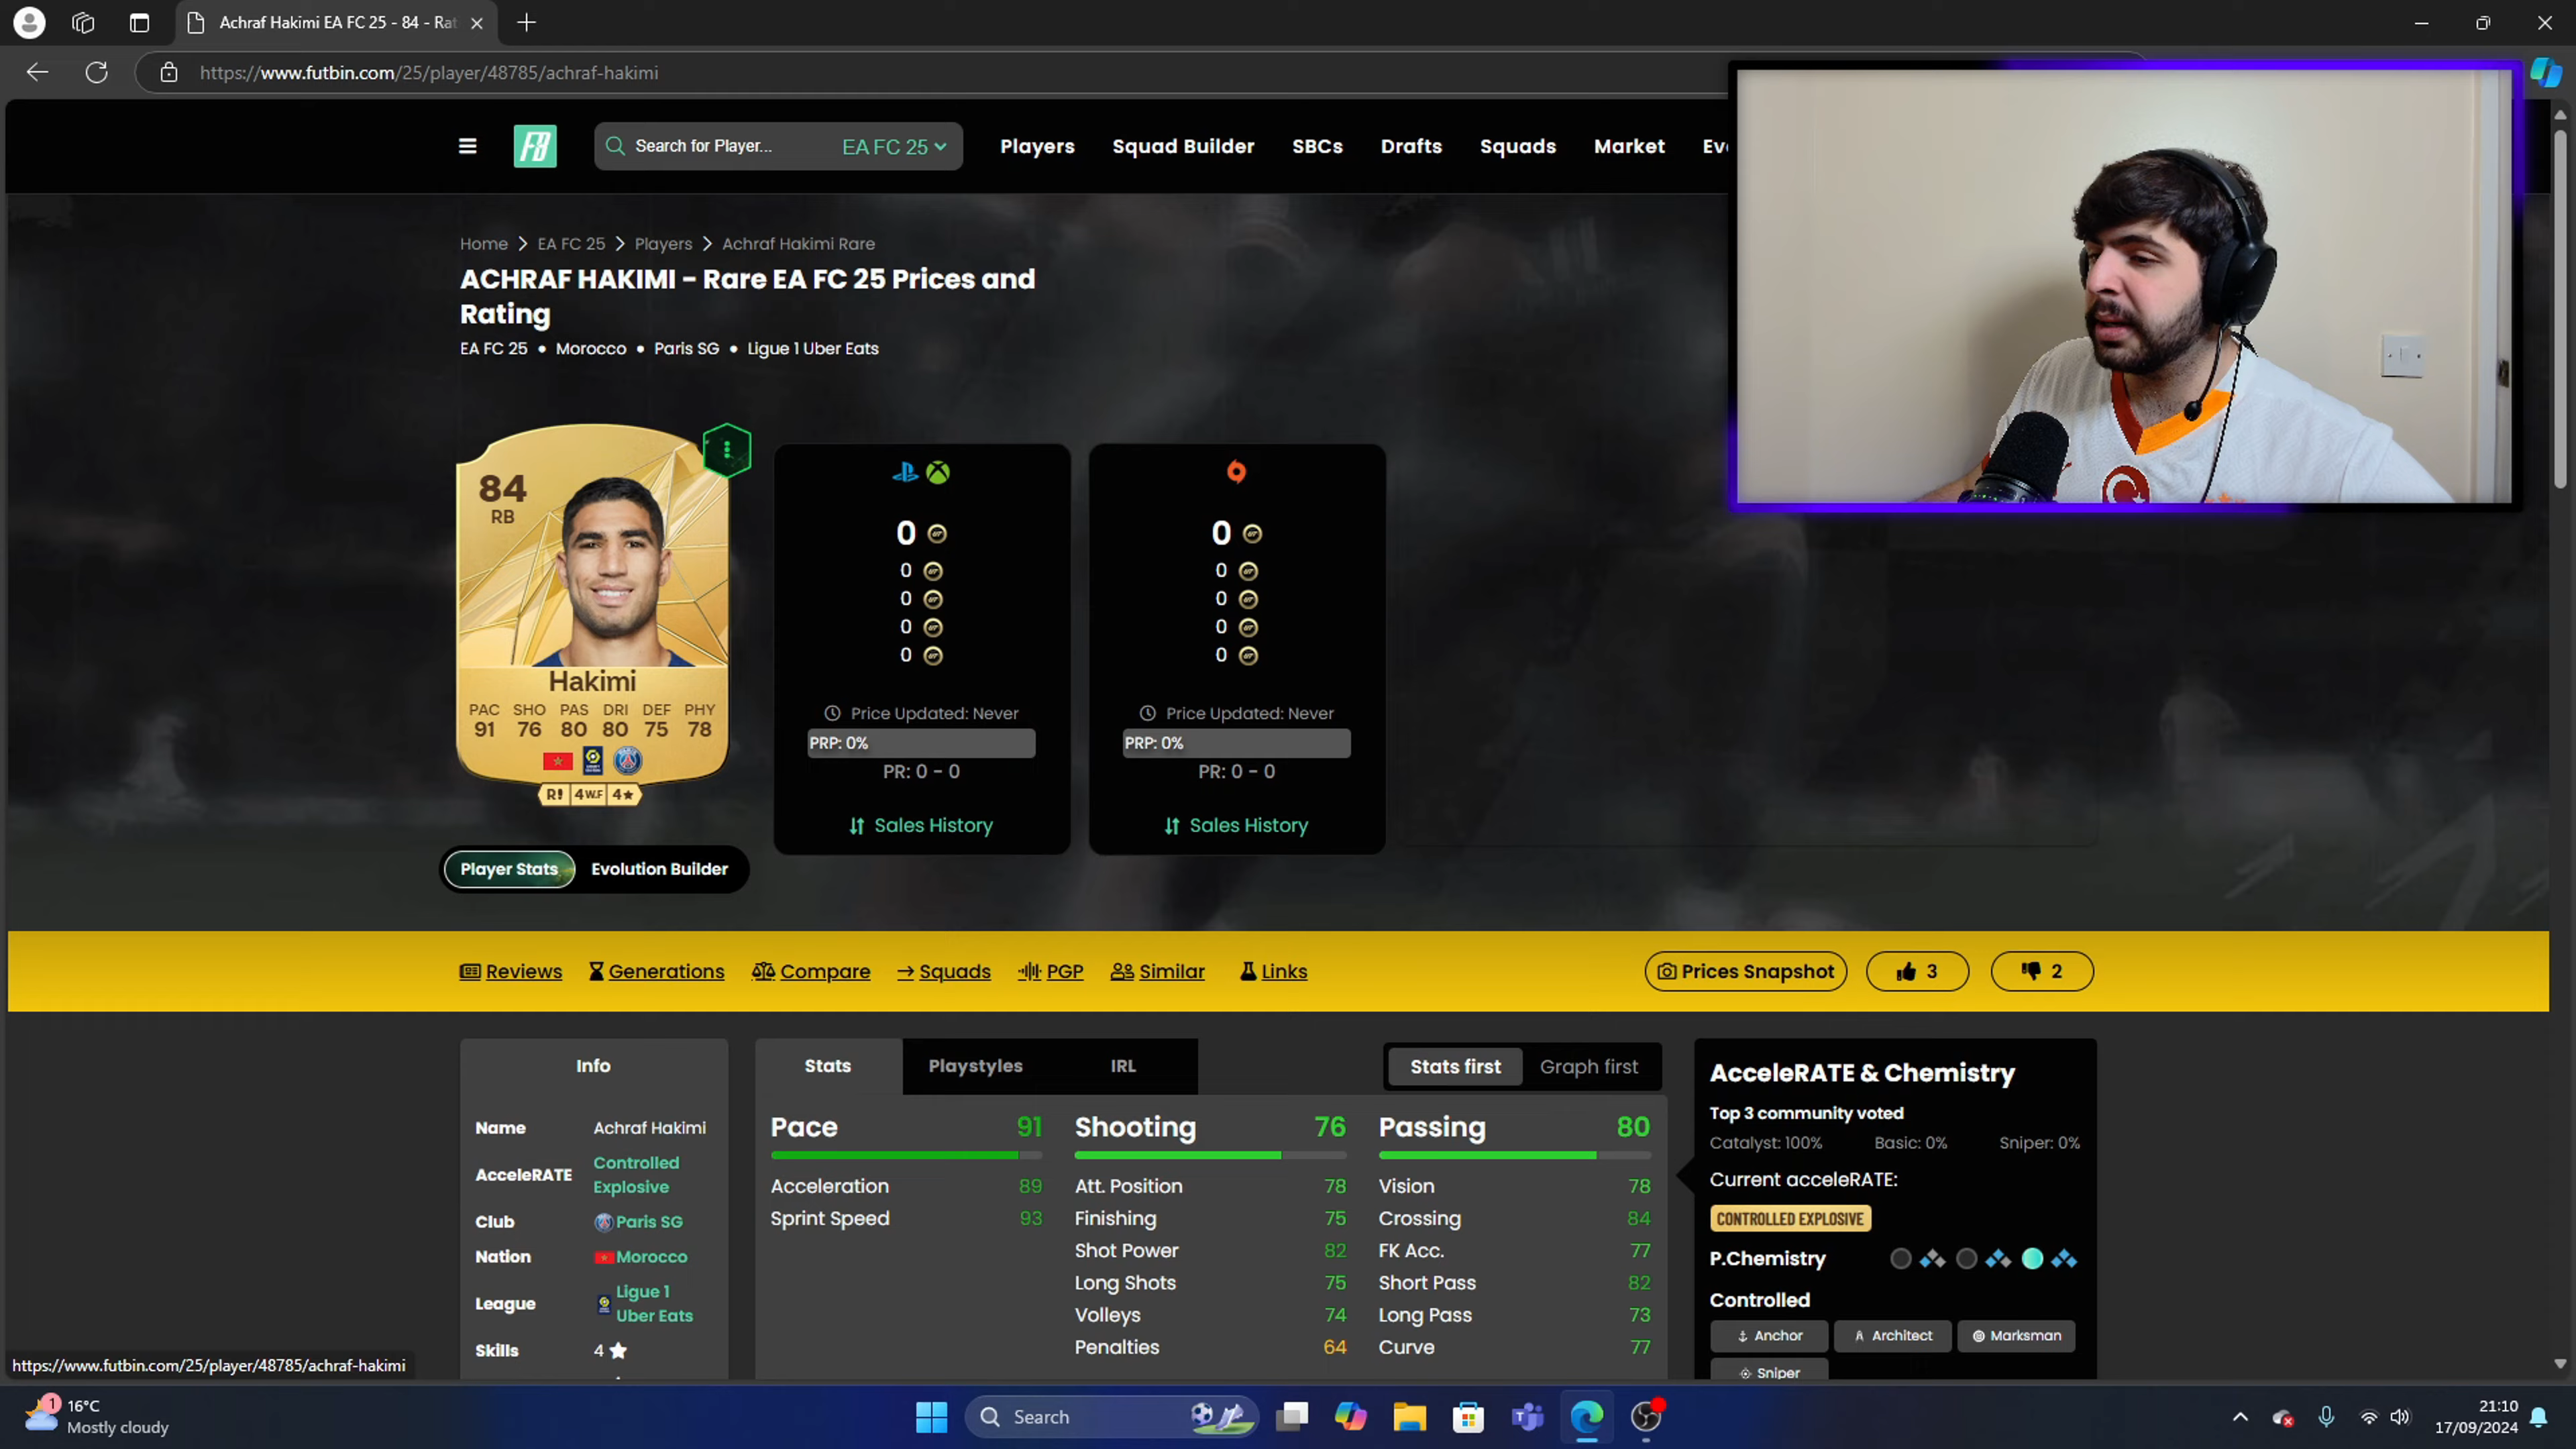 Achraf Hakimi EA FC 25 - 84 - Rat
https://www.futbin.com/25/player/48785/achraf-hakimi
FB
Search for Player...
EA FC 25
Players
Squad Builder
SBCs
Drafts
Squads
Market
Ev
Home > EA FC 25 > Players > Achraf Hakimi Rare
ACHRAF HAKIMI - Rare EA FC 25 Prices and
Rating
EA FC 25 • Morocco • Paris SG • Ligue 1 Uber Eats
84
RB
Hakimi
PAC SHO PAS DRI DEF PHY
91 76 80 80 75 78
R! 4W.F 4★
0
0
0
0
0
Price Updated: Never
PRP: 0%
PR: 0 - 0
Sales History
0
0
0
0
0
Price Updated: Never
PRP: 0%
PR: 0 - 0
Sales History
Player Stats
Evolution Builder
Reviews
Generations
Compare
Squads
PGP
Similar
Links
Prices Snapshot
3
2
Info
Name Achraf Hakimi
AcceleRATE Controlled
Explosive
Club Paris SG
Nation Morocco
League Ligue 1
Uber Eats
Skills 4 ★
Stats
Playstyles
IRL
Stats first
Graph first
Pace 91
Acceleration 89
Sprint Speed 93
Shooting 76
Att. Position 78
Finishing 75
Shot Power 82
Long Shots 75
Volleys 74
Penalties 64
Passing 80
Vision 78
Crossing 84
FK Acc. 77
Short Pass 82
Long Pass 73
Curve 77
AcceleRATE & Chemistry
Top 3 community voted
Catalyst: 100% Basic: 0% Sniper: 0%
Current acceleRATE:
CONTROLLED EXPLOSIVE
P.Chemistry
Controlled
Anchor
Architect
Marksman
Sniper
https://www.futbin.com/25/player/48785/achraf-hakimi
1
16°C
Mostly cloudy
Search
21:10
17/09/2024